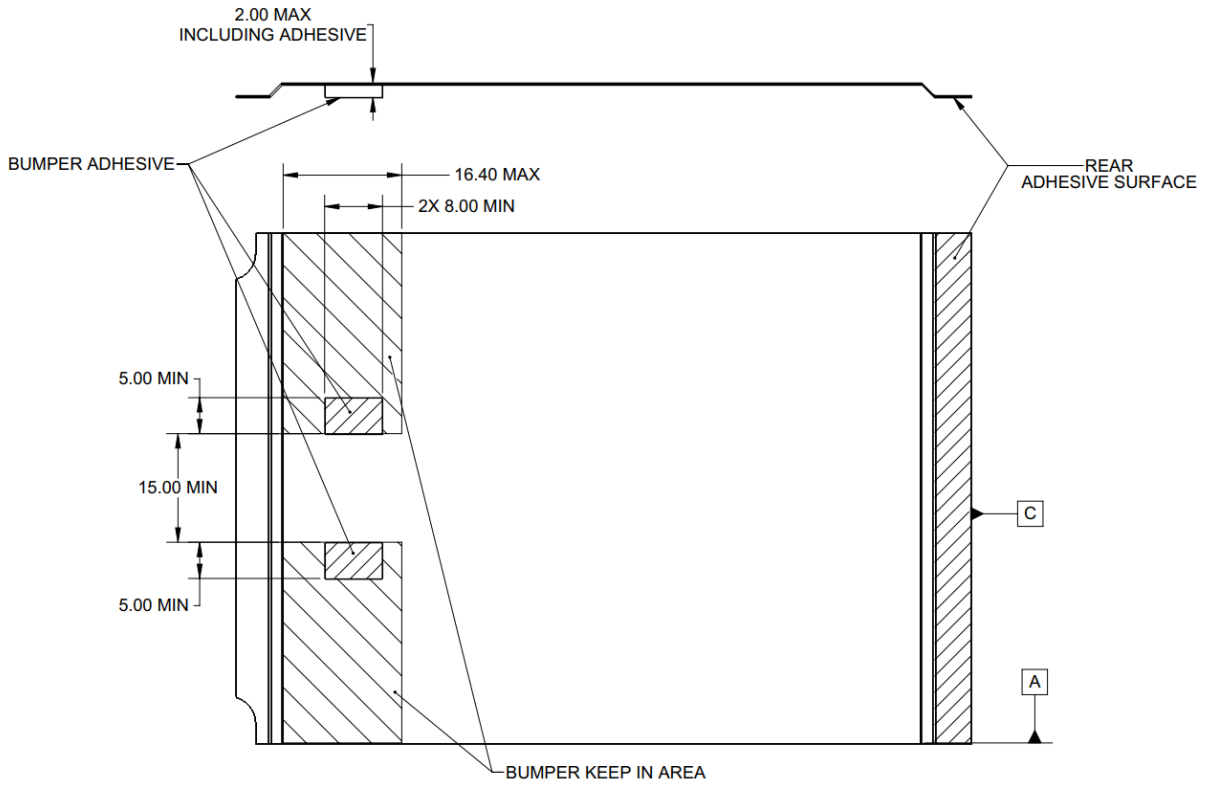 2.00 MAX
INCLUDING ADHESIVE
BUMPER ADHESIVE
16.40 MAX
REAR
ADHESIVE SURFACE
2X 8.00 MIN
5.00 MIN
15.00 MIN
C
5.00 MIN
A
BUMPER KEEP IN AREA